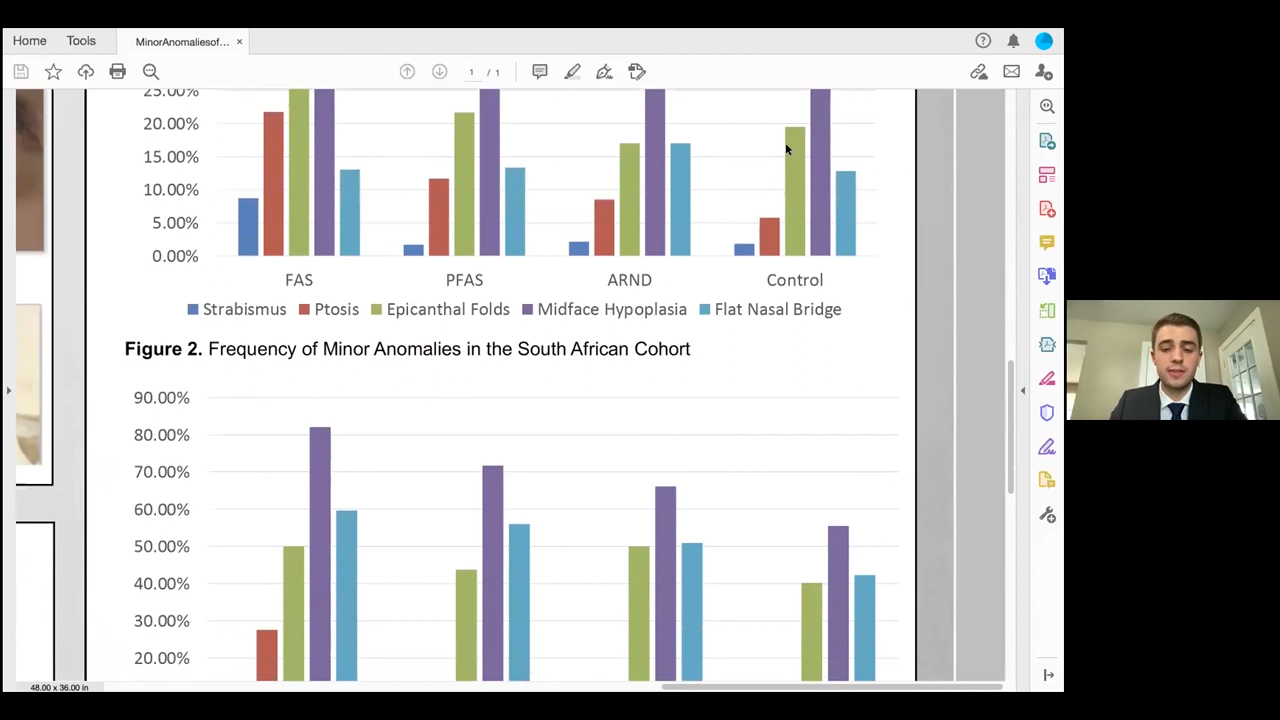 Home Tools MinorAnomaliesof... ×
1 / 1
25.00%
20.00%
15.00%
10.00%
5.00%
0.00%
FAS PFAS ARND Control
Strabismus Ptosis Epicanthal Folds Midface Hypoplasia Flat Nasal Bridge
Figure 2. Frequency of Minor Anomalies in the South African Cohort
90.00%
80.00%
70.00%
60.00%
50.00%
40.00%
30.00%
20.00%
48.00 x 36.00 in